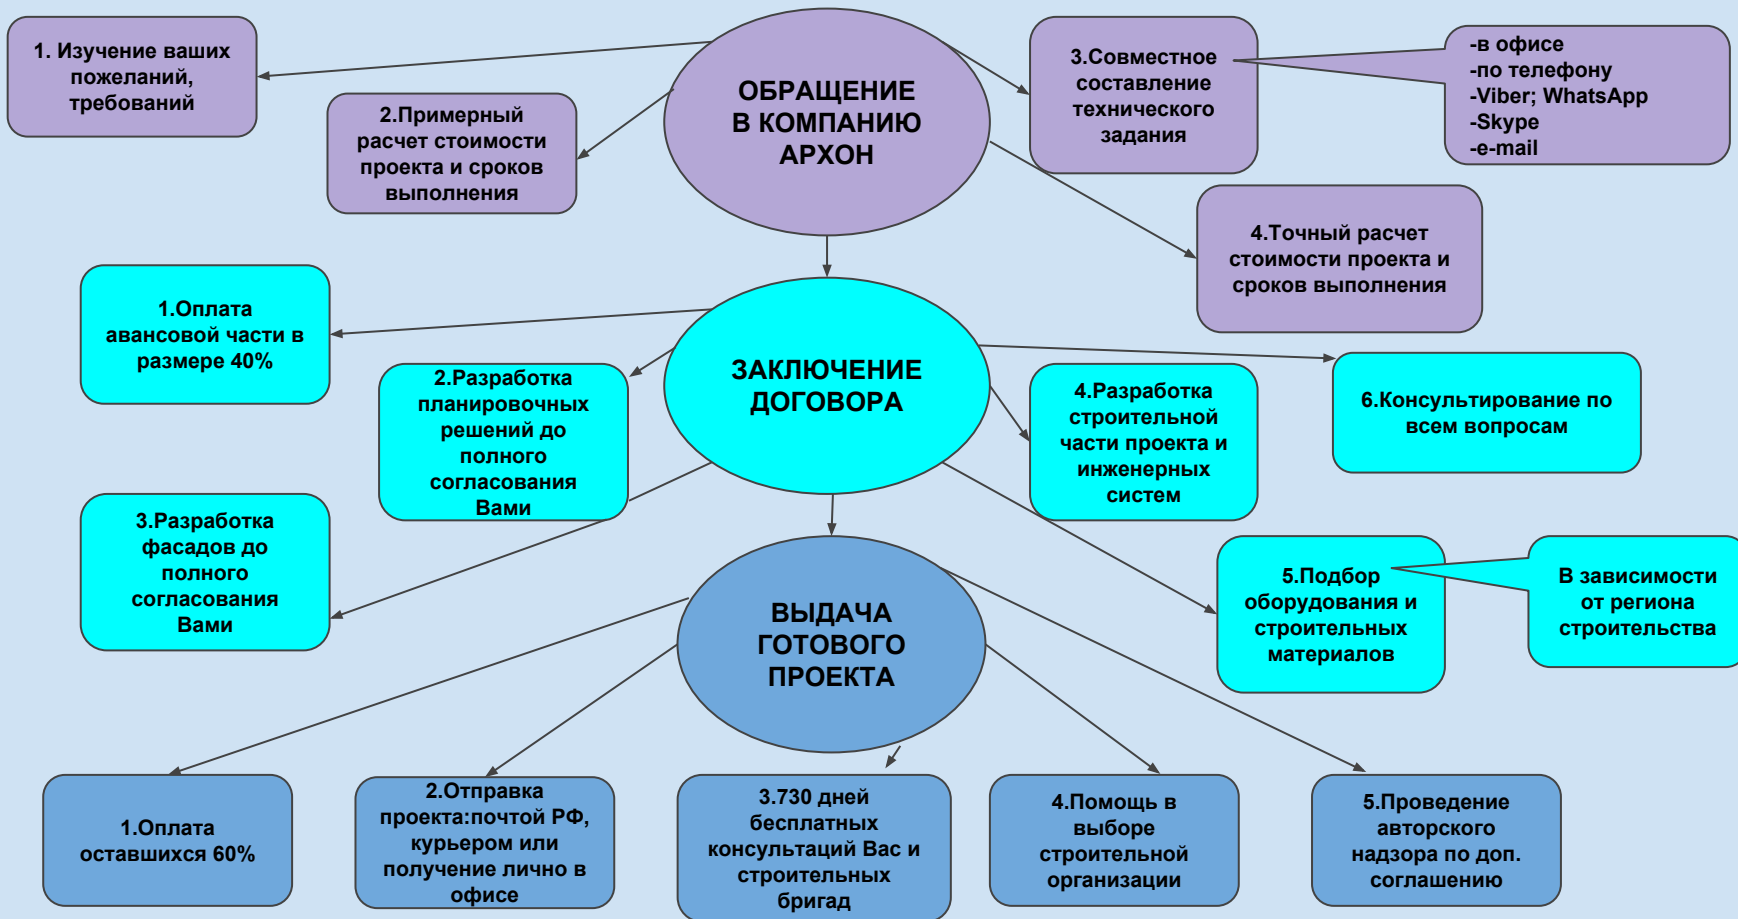 1. Изучение ваших
пожеланий,
требований
2.Примерный
расчет стоимости
проекта и сроков
выполнения
ОБРАЩЕНИЕ
В КОМПАНИЮ
АРХОН
3.Совместное
составление
технического
задания
-в офисе
-по телефону
-Viber; WhatsApp
-Skype
-e-mail
4.Точный расчет
стоимости проекта и
сроков выполнения
1.Оплата
авансовой части в
размере 40%
2.Разработка
планировочных
решений до
полного
согласования
Вами
3.Разработка
фасадов до
полного
согласования
Вами
ЗАКЛЮЧЕНИЕ
ДОГОВОРА
4.Разработка
строительной
части проекта и
инженерных
систем
6.Консультирование по
всем вопросам
5.Подбор
оборудования и
строительных
материалов
В зависимости
от региона
строительства
ВЫДАЧА
ГОТОВОГО
ПРОЕКТА
1.Оплата
оставшихся 60%
2.Отправка
проекта:почтой РФ,
курьером или
получение лично в
офисе
3.730 дней
бесплатных
консультаций Вас и
строительных
бригад
4.Помощь в
выборе
строительной
организации
5.Проведение
авторского
надзора по доп.
соглашению